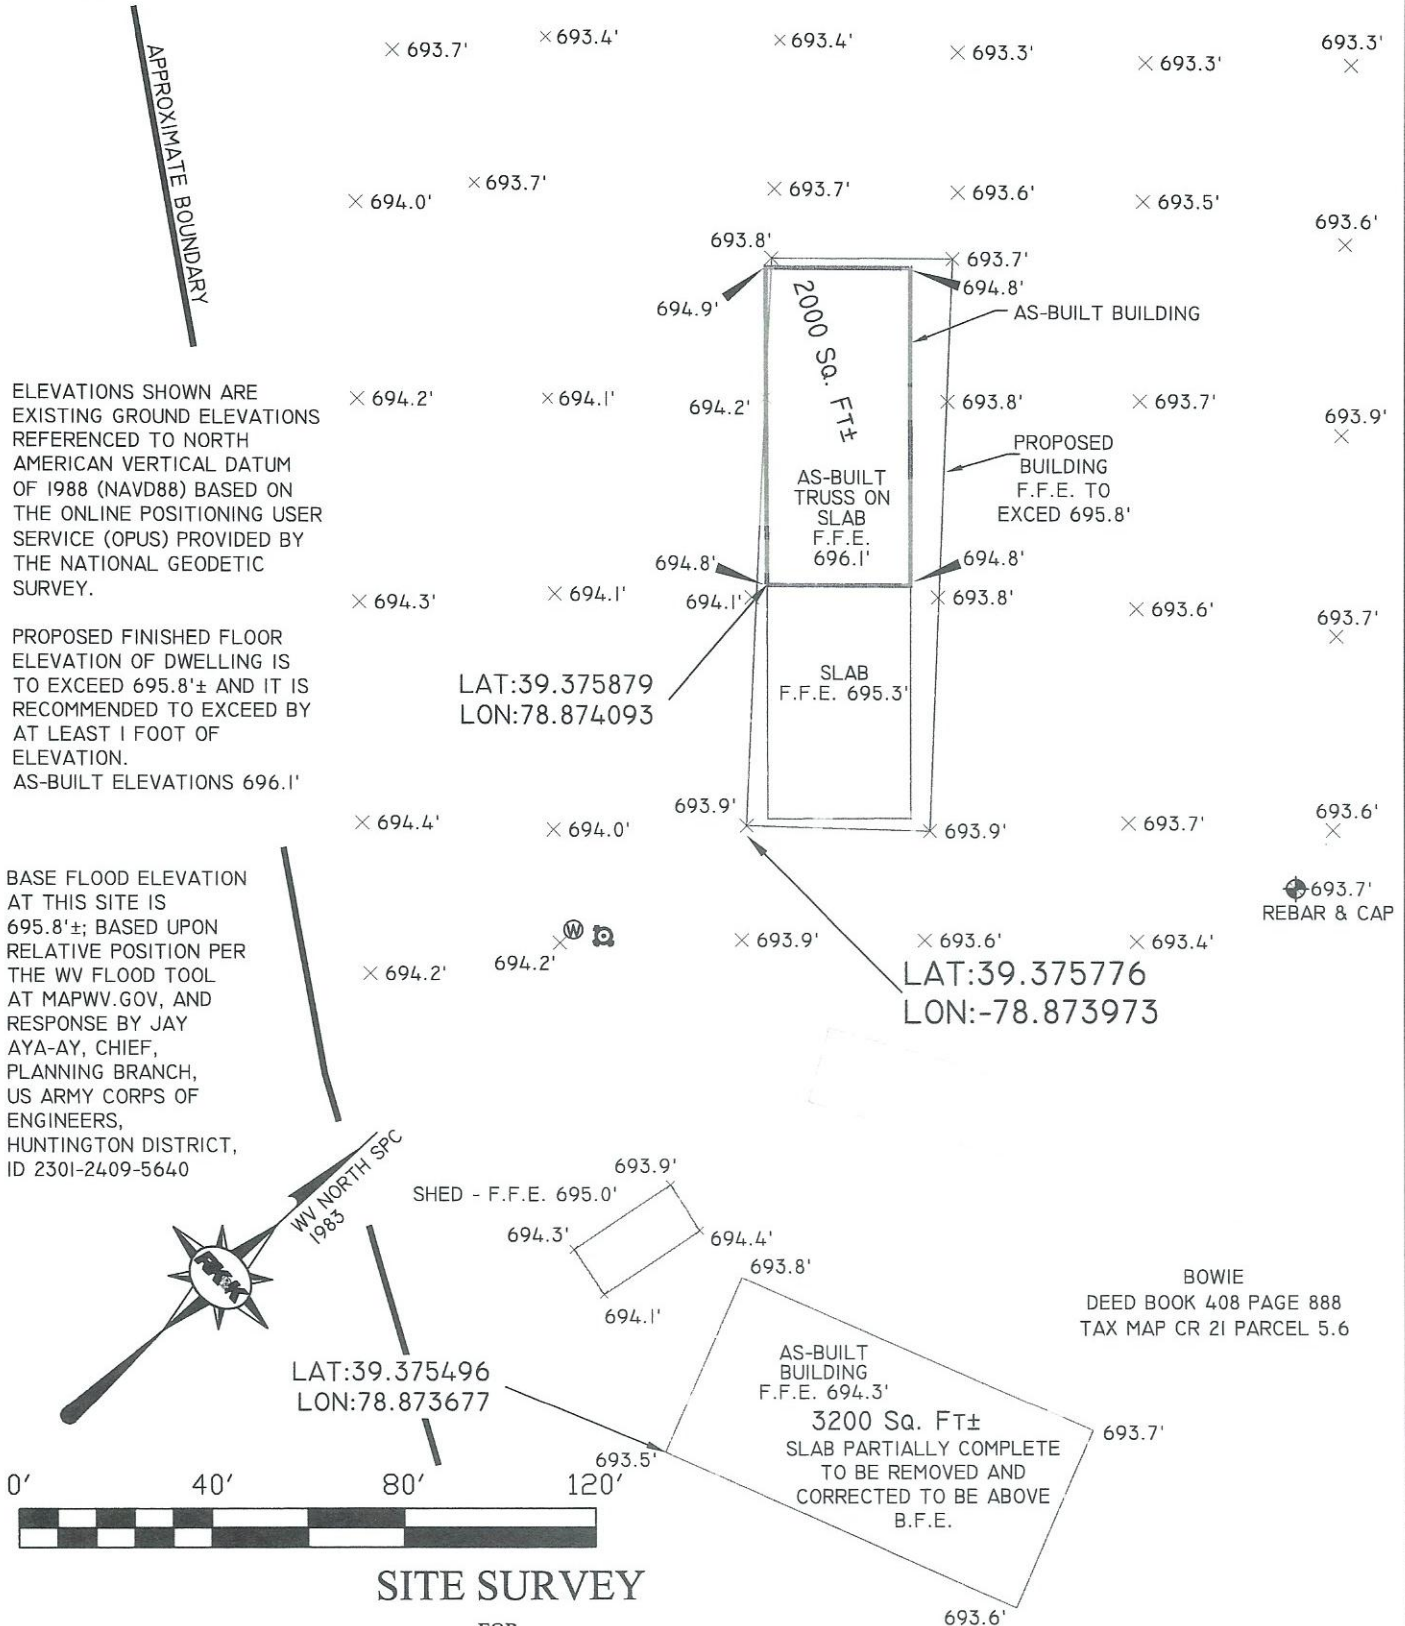 693.7'
693.4'
693.4'
693.3'
693.3'
693.3'
APPROXIMATE BOUNDARY
694.0'
693.7'
693.7'
693.6'
693.5'
693.6'
693.8'
693.7'
694.9'
694.8'
2000 SQ. FT±
AS-BUILT BUILDING
ELEVATIONS SHOWN ARE
EXISTING GROUND ELEVATIONS
REFERENCED TO NORTH
AMERICAN VERTICAL DATUM
OF 1988 (NAVD88) BASED ON
THE ONLINE POSITIONING USER
SERVICE (OPUS) PROVIDED BY
THE NATIONAL GEODETIC
SURVEY.
694.2'
694.1'
694.2'
693.8'
693.7'
693.9'
PROPOSED
BUILDING
F.F.E. TO
EXCED 695.8'
AS-BUILT
TRUSS ON
SLAB
F.F.E.
696.1'
694.8'
694.8'
694.3'
694.1'
694.1'
693.8'
693.6'
693.7'
PROPOSED FINISHED FLOOR
ELEVATION OF DWELLING IS
TO EXCEED 695.8'± AND IT IS
RECOMMENDED TO EXCEED BY
AT LEAST 1 FOOT OF
ELEVATION.
AS-BUILT ELEVATIONS 696.1'
LAT:39.375879
LON:78.874093
SLAB
F.F.E. 695.3'
694.4'
694.0'
693.9'
693.9'
693.7'
693.6'
693.7'
REBAR & CAP
BASE FLOOD ELEVATION
AT THIS SITE IS
695.8'±; BASED UPON
RELATIVE POSITION PER
THE WV FLOOD TOOL
AT MAPWV.GOV, AND
RESPONSE BY JAY
AYA-AY, CHIEF,
PLANNING BRANCH,
US ARMY CORPS OF
ENGINEERS,
HUNTINGTON DISTRICT,
ID 2301-2409-5640
694.2'
694.2'
W
693.9'
693.6'
693.4'
LAT:39.375776
LON:-78.873973
WV NORTH SPC
1983
SHED - F.F.E. 695.0'
693.9'
694.3'
694.4'
694.1'
693.8'
BOWIE
DEED BOOK 408 PAGE 888
TAX MAP CR 21 PARCEL 5.6
LAT:39.375496
LON:78.873677
AS-BUILT
BUILDING
F.F.E. 694.3'
3200 SQ. FT±
SLAB PARTIALLY COMPLETE
TO BE REMOVED AND
CORRECTED TO BE ABOVE
B.F.E.
693.7'
693.5'
693.6'
0' 40' 80' 120'
SITE SURVEY